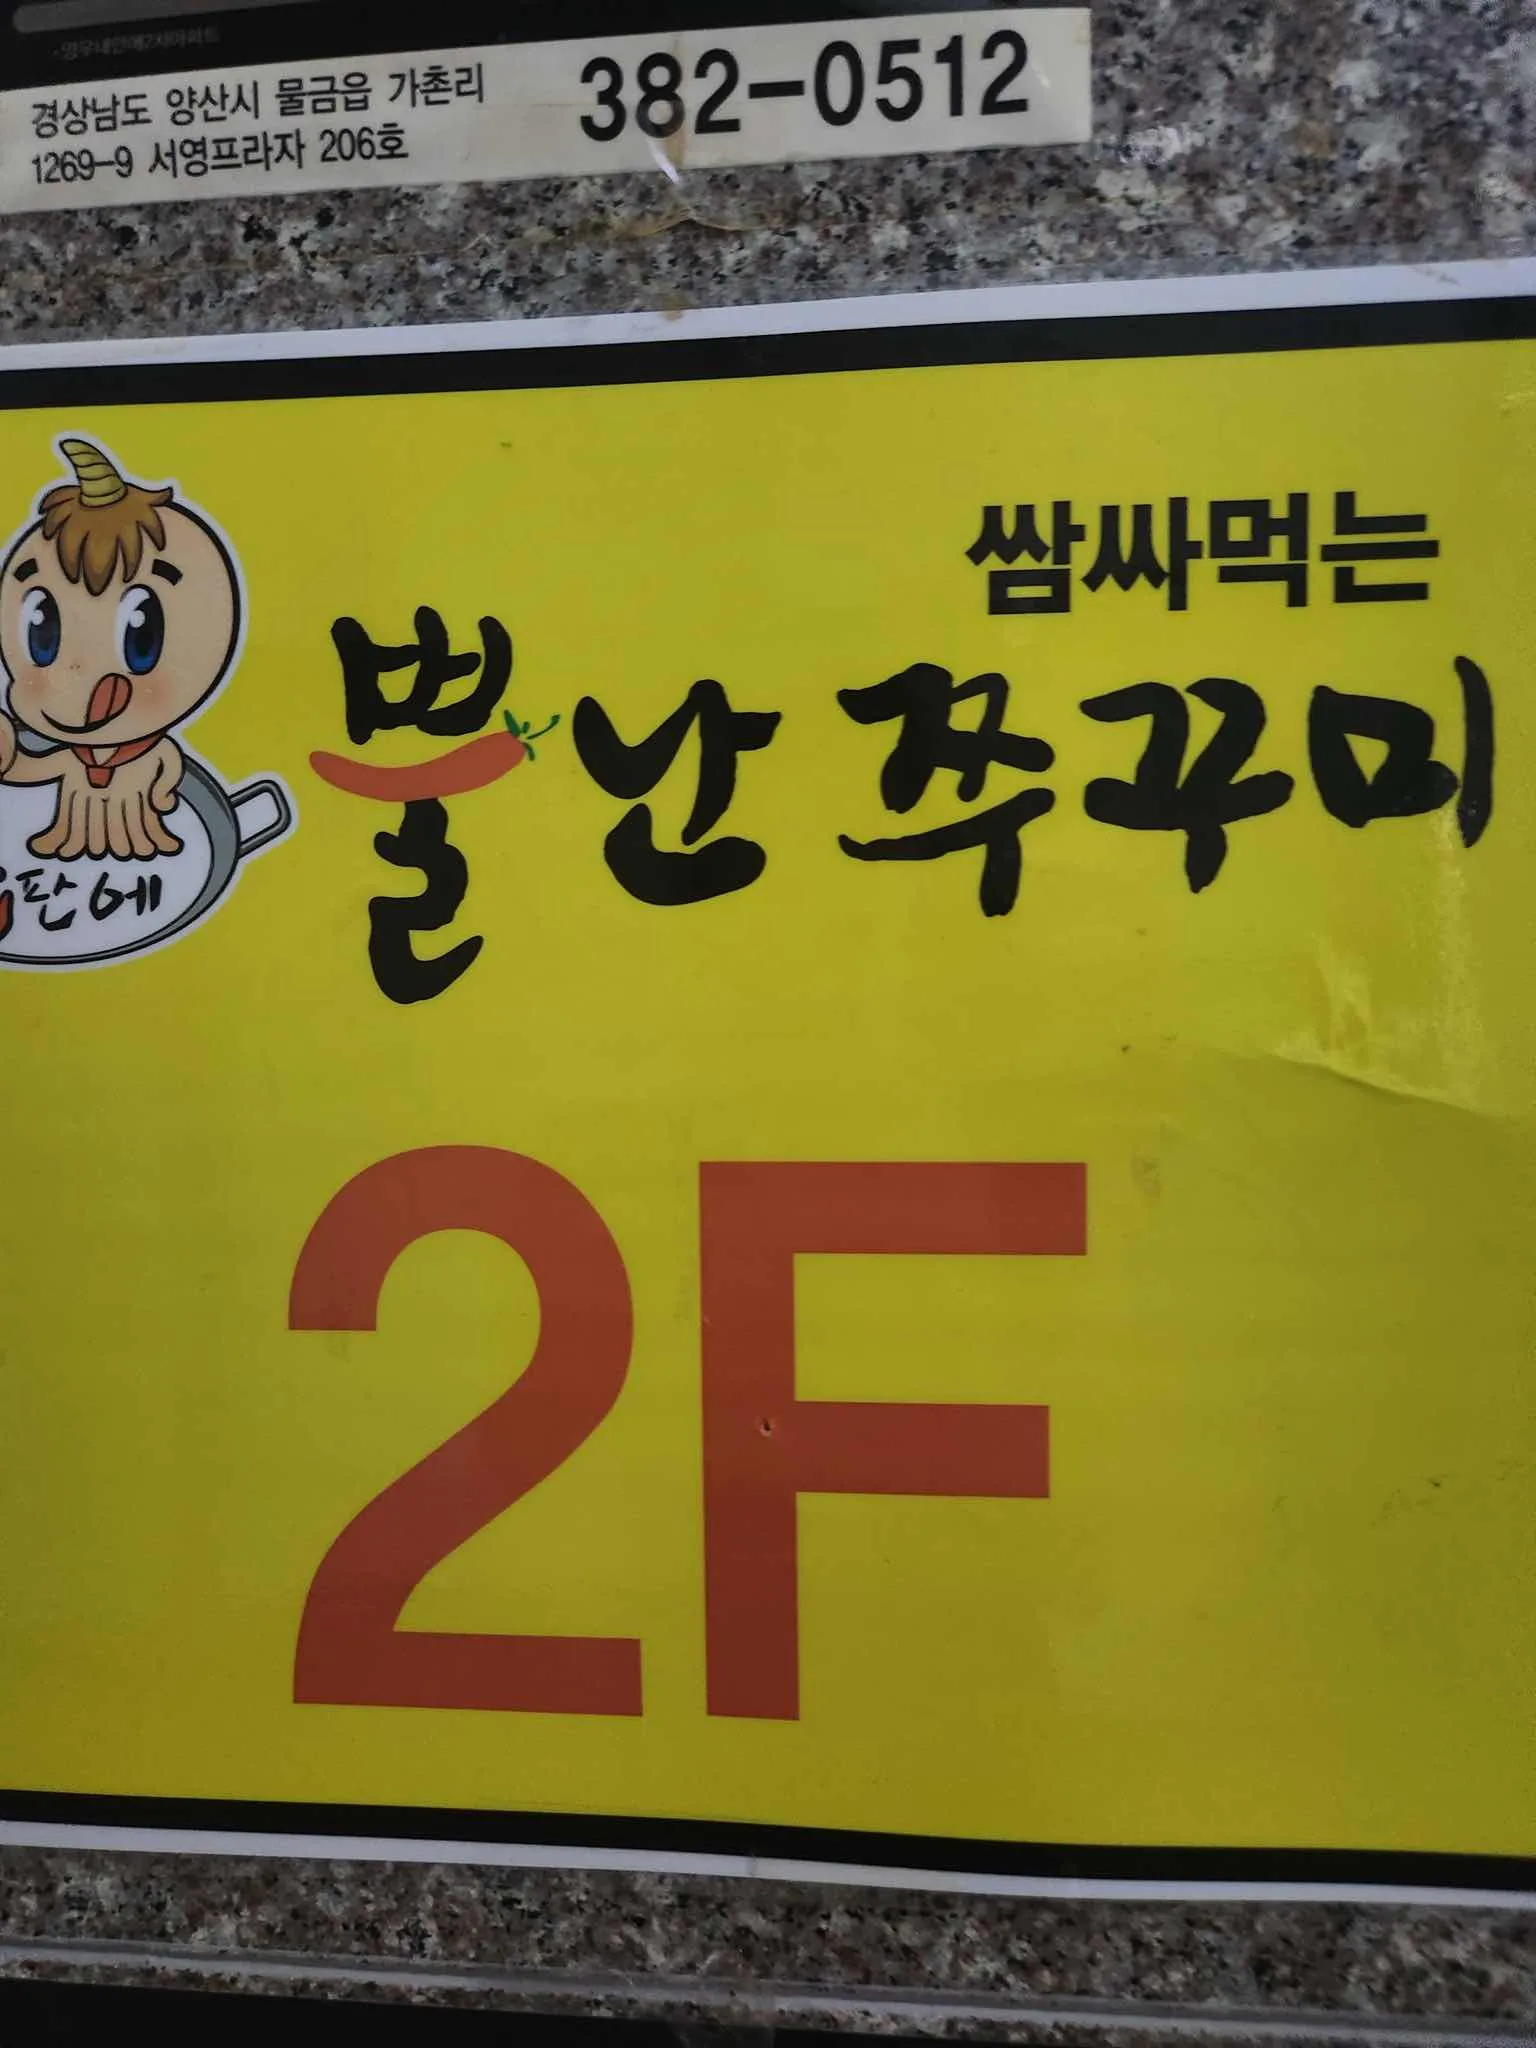 경상남도 양산시 물금읍 가촌리
1269-9 서영프라자 206호
382-0512
쌈싸먹는
별난쭈꾸미
판에
2F